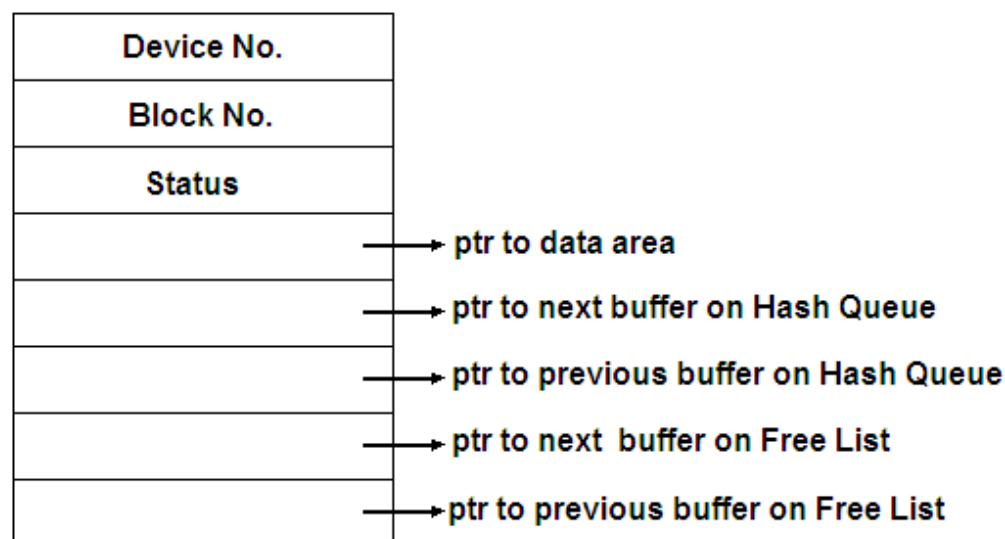 Device No.
Block No.
Status
ptr to data area
ptr to next buffer on Hash Queue
ptr to previous buffer on Hash Queue
ptr to next buffer on Free List
ptr to previous buffer on Free List